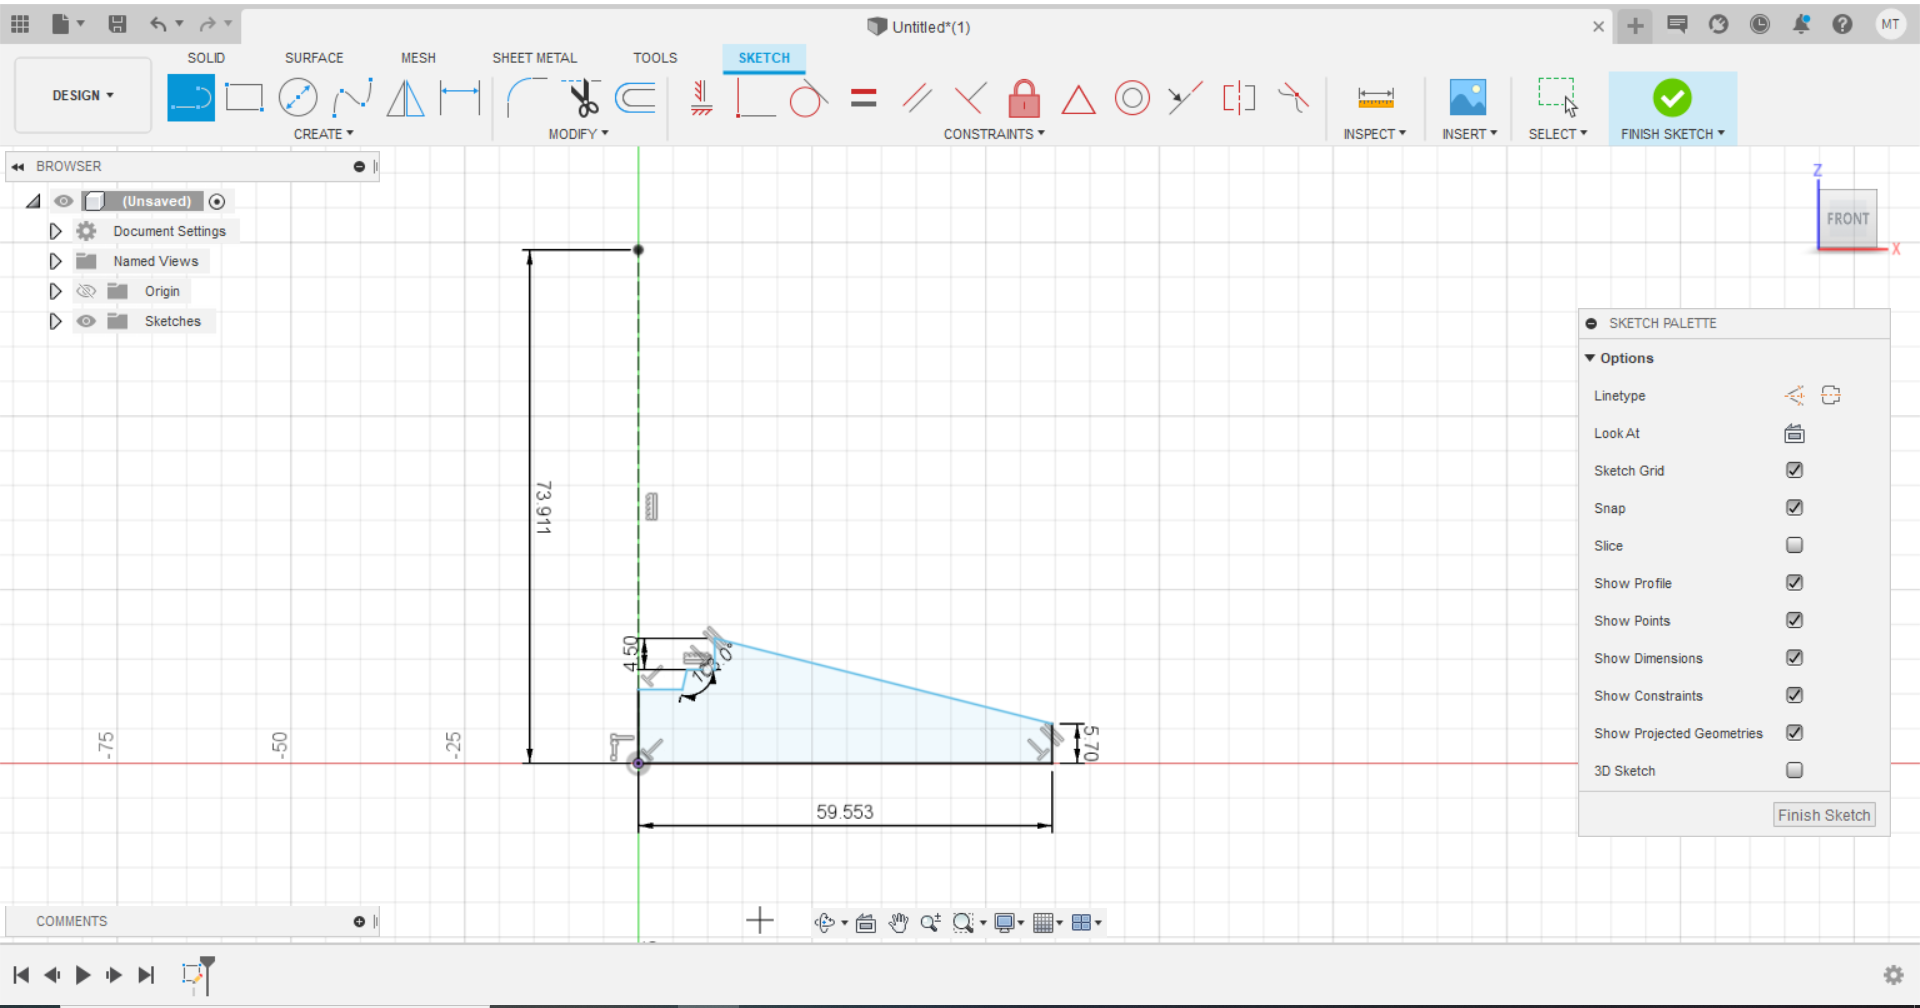 Untitled*(1)
MT
SOLID
SURFACE
MESH
SHEET METAL
TOOLS
SKETCH
DESIGN
CREATE
MODIFY
CONSTRAINTS
INSPECT
INSERT
SELECT
FINISH SKETCH
BROWSER
(Unsaved)
Document Settings
Named Views
Origin
Sketches
Z
FRONT
X
SKETCH PALETTE
Options
Linetype
Look At
Sketch Grid
Snap
Slice
Show Profile
Show Points
Show Dimensions
Show Constraints
Show Projected Geometries
3D Sketch
Finish Sketch
73.911
4.50
-75
-50
-25
5.70
59.553
COMMENTS